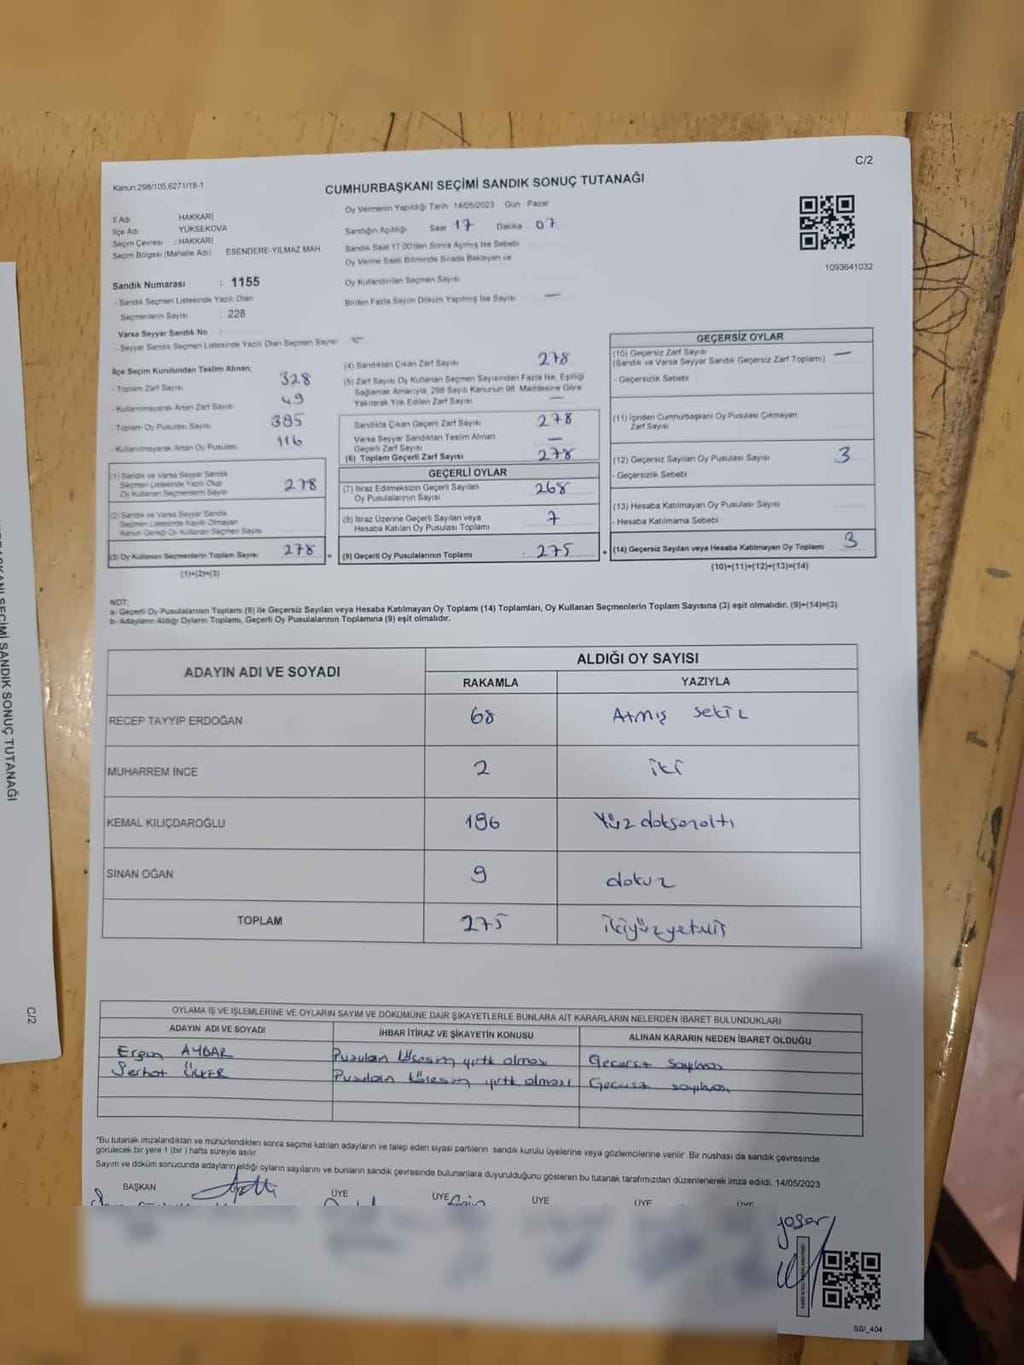 C/2
Kanun:298/105,6271/18-1
CUMHURBAŞKANI SEÇİMİ SANDIK SONUÇ TUTANAĞI
İl Adı HAKKARİ
İlçe Adı YÜKSEKOVA
Seçim Çevresi : HAKKARİ
Seçim Bölgesi (Mahalle Adı) ESENDERE-YILMAZ MAH.
Oy Vermenin Yapıldığı Tarih 14/05/2023 Gün Pazar
Sandığın Açıldığı Saat 17 Dakika 07
Sandık Saat 17:00'den Sonra Açılmış İse Sebebi
Oy Verme Saati Bitiminde Sırada Bekleyen ve
Oy Kullandırılan Seçmen Sayısı
Birden Fazla Sayım Döküm Yapılmış İse Sayısı —
1093641032
Sandık Numarası : 1155
- Sandık Seçmen Listesinde Yazılı Olan
Seçmenlerin Sayısı : 228
Varsa Seyyar Sandık No
- Seyyar Sandık Seçmen Listesinde Yazılı Olan Seçmen Sayısı
İlçe Seçim Kurulundan Teslim Alınan;
- Toplam Zarf Sayısı 328
- Kullanılmayarak Artan Zarf Sayısı 49
- Toplam Oy Pusulası Sayısı 395
- Kullanılmayarak Artan Oy Pusulası 116
(1) Sandık ve Varsa Seyyar Sandık
Seçmen Listesinde Yazılı Olup
Oy Kullanan Seçmenlerin Sayısı 278
(2) Sandık ve Varsa Seyyar Sandık
Seçmen Listesinde Kayıtlı Olmayan
Kanun Gereği Oy Kullanan Seçmen Sayısı
(3) Oy Kullanan Seçmenlerin Toplam Sayısı 278 =
(1)+(2)=(3)
(4) Sandıktan Çıkan Zarf Sayısı 278
(5) Zarf Sayısı Oy Kullanan Seçmen Sayısından Fazla İse, Eşitliği
Sağlamak Amacıyla, 298 Sayılı Kanunun 98. Maddesine Göre
Yakılarak Yok Edilen Zarf Sayısı —
Sandıkta Çıkan Geçerli Zarf Sayısı 278
Varsa Seyyar Sandıktan Teslim Alınan
Geçerli Zarf Sayısı —
(6) Toplam Geçerli Zarf Sayısı 278
GEÇERLİ OYLAR
(7) İtiraz Edilmeksizin Geçerli Sayılan
Oy Pusulalarının Sayısı 268
(8) İtiraz Üzerine Geçerli Sayılan veya
Hesaba Katılan Oy Pusulası Toplamı 7
(9) Geçerli Oy Pusulalarının Toplamı : 275
GEÇERSİZ OYLAR
(10) Geçersiz Zarf Sayısı
(Sandık ve Varsa Seyyar Sandık Geçersiz Zarf Toplamı) —
- Geçersizlik Sebebi
(11) İçinden Cumhurbaşkanı Oy Pusulası Çıkmayan
Zarf Sayısı
(12) Geçersiz Sayılan Oy Pusulası Sayısı 3
- Geçersizlik Sebebi
(13) Hesaba Katılmayan Oy Pusulası Sayısı
- Hesaba Katılmama Sebebi
+ (14) Geçersiz Sayılan veya Hesaba Katılmayan Oy Toplamı 3
(10)+(11)+(12)+(13)=(14)
NOT:
a- Geçerli Oy Pusulalarının Toplamı (9) ile Geçersiz Sayılan veya Hesaba Katılmayan Oy Toplamı (14) Toplamları, Oy Kullanan Seçmenlerin Toplam Sayısına (3) eşit olmalıdır. (9)+(14)=(3)
b- Adayların Aldığı Oyların Toplamı, Geçerli Oy Pusulalarının Toplamına (9) eşit olmalıdır.
ADAYIN ADI VE SOYADI ALDIĞI OY SAYISI
RAKAMLA YAZIYLA
RECEP TAYYİP ERDOĞAN 68 Atmış sekiz
MUHARREM İNCE 2 iki
KEMAL KILIÇDAROĞLU 196 Yüz doksanaltı
SİNAN OĞAN 9 dokuz
TOPLAM 275
OYLAMA İŞ VE İŞLEMLERİNE VE OYLARIN SAYIM VE DÖKÜMÜNE DAİR ŞİKAYETLERLE BUNLARA AİT KARARLARIN NELERDEN İBARET BULUNDUKLARI
ADAYIN ADI VE SOYADI İHBAR İTİRAZ VE ŞİKAYETİN KONUSU ALINAN KARARIN NEDEN İBARET OLDUĞU
Ergin AYBAR yırtık olması
Serhat ÜLKER yırtık olması
*Bu tutanak imzalandıktan ve mühürlendikten sonra seçime katılan adayların ve talep eden siyasi partilerin sandık kurulu üyelerine veya gözlemcilerine verilir. Bir nüshası da sandık çevresinde
görülecek bir yere 1 (bir) hafta süreyle asılır.
Sayım ve döküm sonucunda adayların aldığı oyların sayılarını ve bunların sandık çevresinde bulunanlara duyurulduğunu gösteren bu tutanak tarafımızdan düzenlenerek imza edildi. 14/05/2023
BAŞKAN ÜYE ÜYE ÜYE ÜYE ÜYE
SSI_404
SANDIK SONUÇ TUTANAĞI
C/2